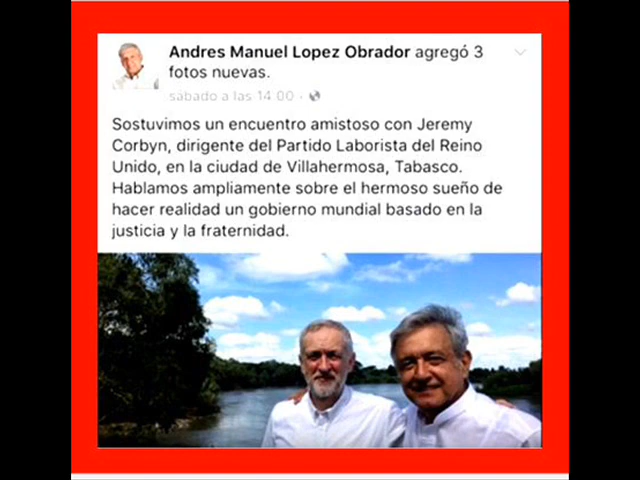 Andres Manuel Lopez Obrador agregó 3
fotos nuevas.
sábado a las 14:00 ·
Sostuvimos un encuentro amistoso con Jeremy
Corbyn, dirigente del Partido Laborista del Reino
Unido, en la ciudad de Villahermosa, Tabasco.
Hablamos ampliamente sobre el hermoso sueño de
hacer realidad un gobierno mundial basado en la
justicia y la fraternidad.